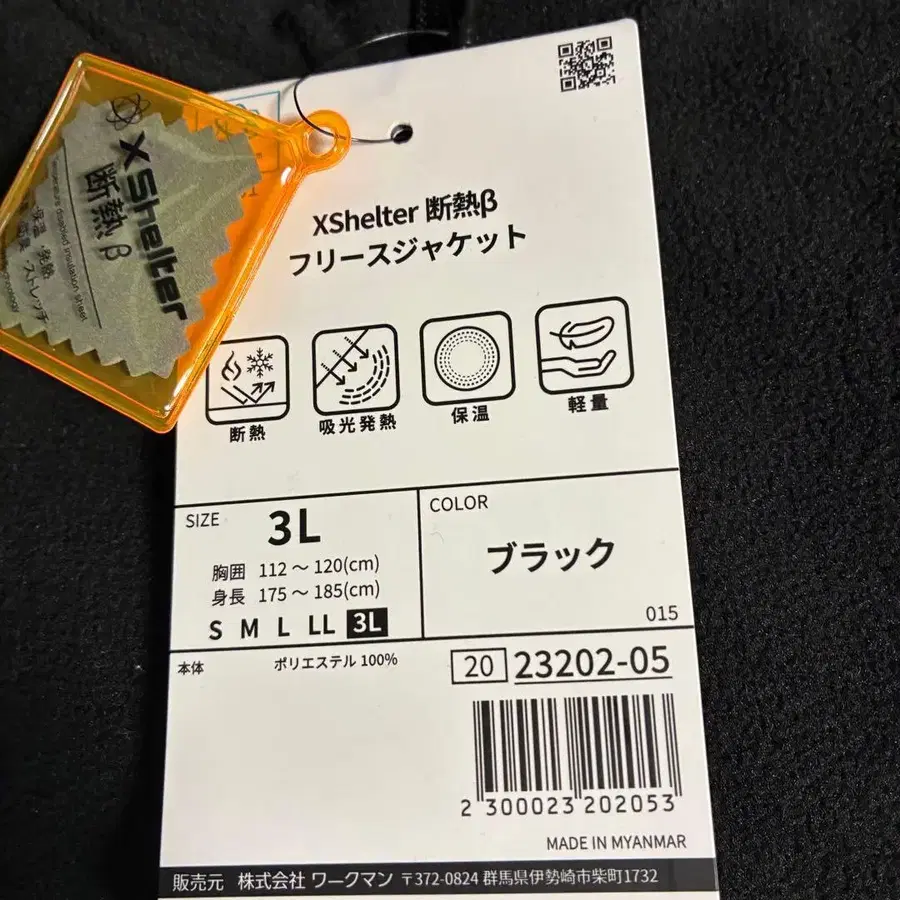 XShelter
断熱β
XShelter 断熱β
フリースジャケット
断熱
吸光発熱
保温
軽量
SIZE
3L
胸囲 112～120(cm)
身長 175～185(cm)
S M L LL 3L
COLOR
ブラック
015
本体 ポリエステル 100%
20 23202-05
2 300023 202053
MADE IN MYANMAR
販売元 株式会社 ワークマン 〒372-0824 群馬県伊勢崎市柴町1732